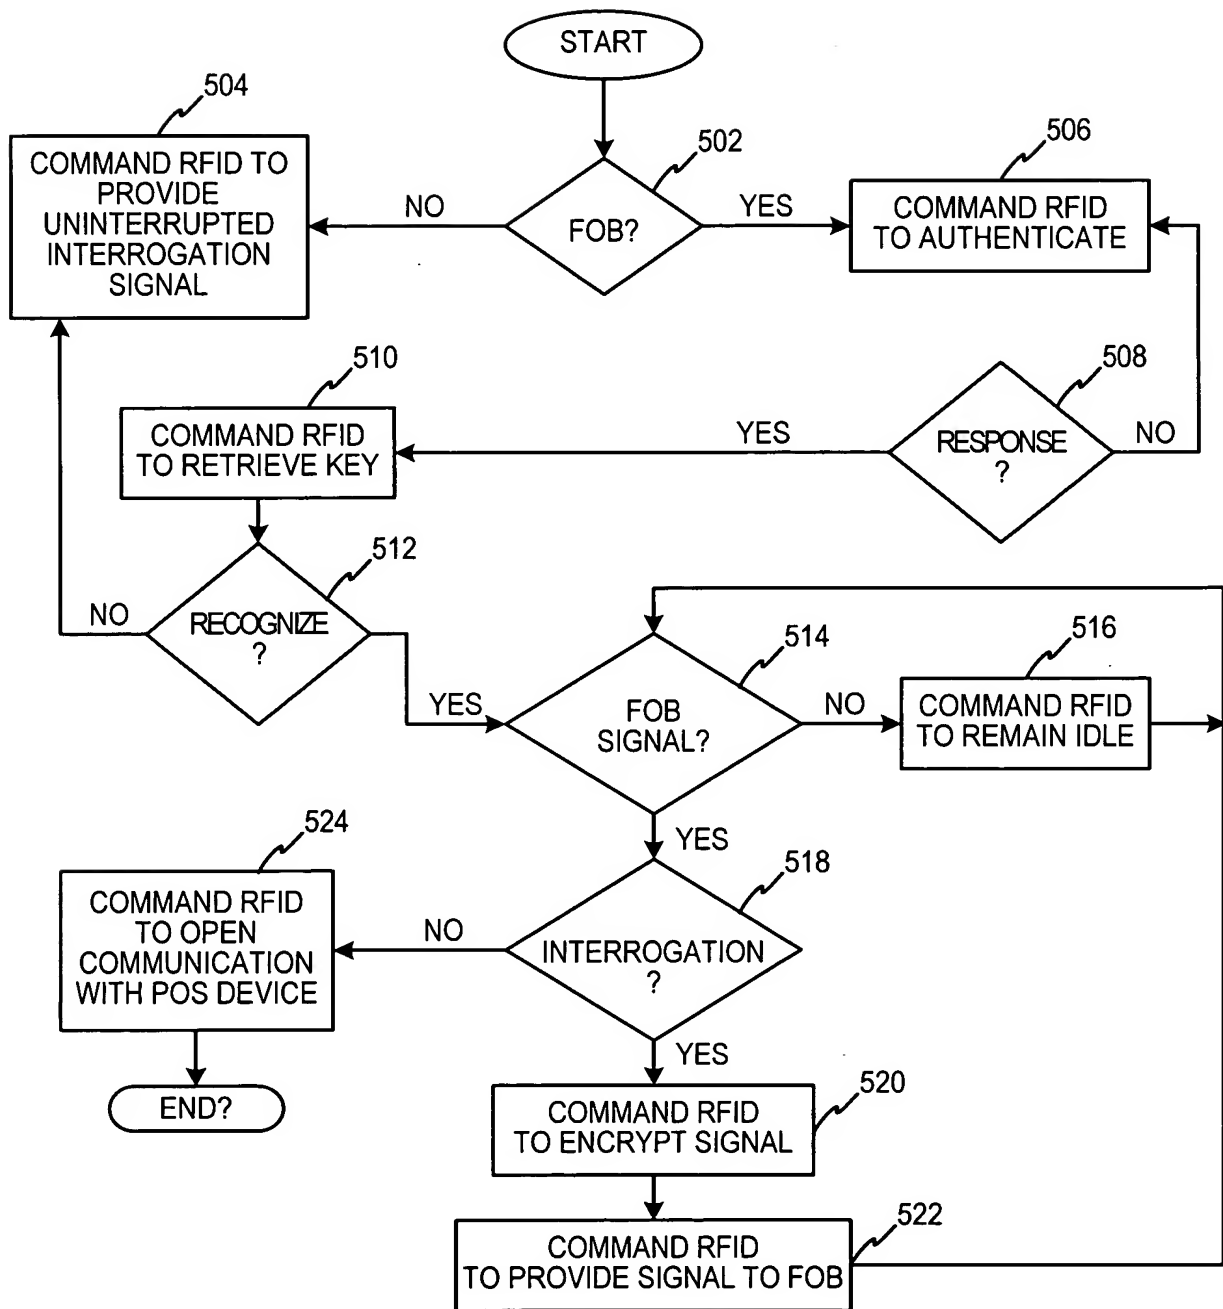 START
504
COMMAND RFID TO
PROVIDE
UNINTERRUPTED
INTERROGATION
SIGNAL
NO
502
FOB?
YES
506
COMMAND RFID
TO AUTHENTICATE
510
COMMAND RFID
TO RETRIEVE KEY
YES
508
RESPONSE
?
NO
512
NO
RECOGNIZE
?
YES
514
FOB
SIGNAL?
NO
516
COMMAND RFID
TO REMAIN IDLE
YES
524
COMMAND RFID
TO OPEN
COMMUNICATION
WITH POS DEVICE
NO
518
INTERROGATION
?
YES
END?
520
COMMAND RFID
TO ENCRYPT SIGNAL
522
COMMAND RFID
TO PROVIDE SIGNAL TO FOB